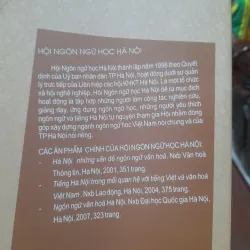 HỘI NGÔN NGỮ HỌC HÀ NỘI
Hội Ngôn ngữ học Hà Nội thành lập năm 1998 theo Quyết
định của Uỷ ban nhân dân TP Hà Nội, hoạt động dưới sự quản
lý trực tiếp của Liên hiệp các hội KHKT Hà Nội. Là một tổ chức
xã hội nghề nghiệp, Hội Ngôn ngữ học Hà Nội đề ra mục đích
hoạt động là tập hợp những người làm công tác nghiên cứu,
giảng dạy, ứng dụng ngôn ngữ học, những người yêu thích
ngôn ngữ và tiếng Hà Nội tự nguyện tham gia Hội nhằm đóng
góp xây dựng ngành ngôn ngữ học Việt Nam nói chung và của
TP Hà Nội nói riêng.
CÁC ẤN PHẨM CHÍNH CỦA HỘI NGÔN NGỮ HỌC HÀ NỘI:
- Hà Nội những vấn đề ngôn ngữ văn hoá. Nxb Văn hoá
Thông tin, Hà Nội, 2001, 351 trang.
- Tiếng Hà Nội trong mối quan hệ với tiếng Việt và văn hoá
Việt Nam, Nxb Lao động, Hà Nội, 2004, 375 trang.
Ngôn ngữ văn hoá Hà Nội. Nxb Đại học Quốc gia Hà Nội,
Hà Nội, 2007, 323 trang.